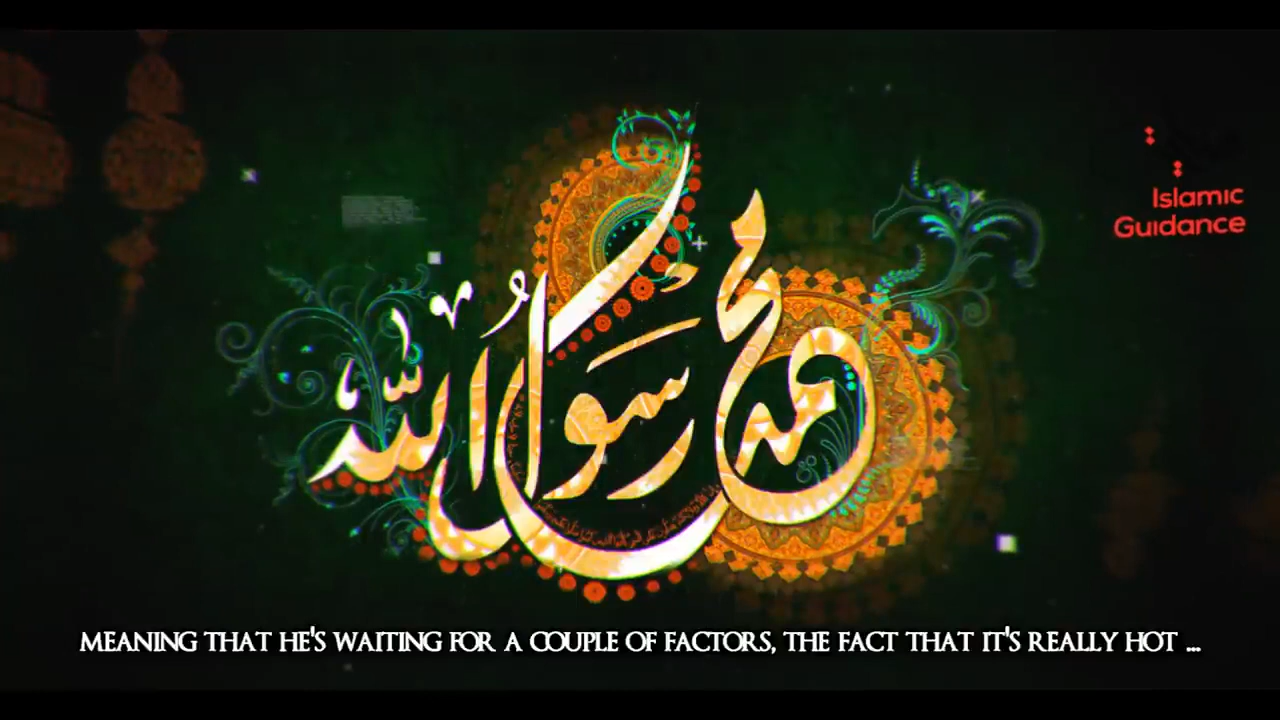 محمد رسول الله
Islamic
Guidance
MEANING THAT HE'S WAITING FOR A COUPLE OF FACTORS, THE FACT THAT IT'S REALLY HOT ...